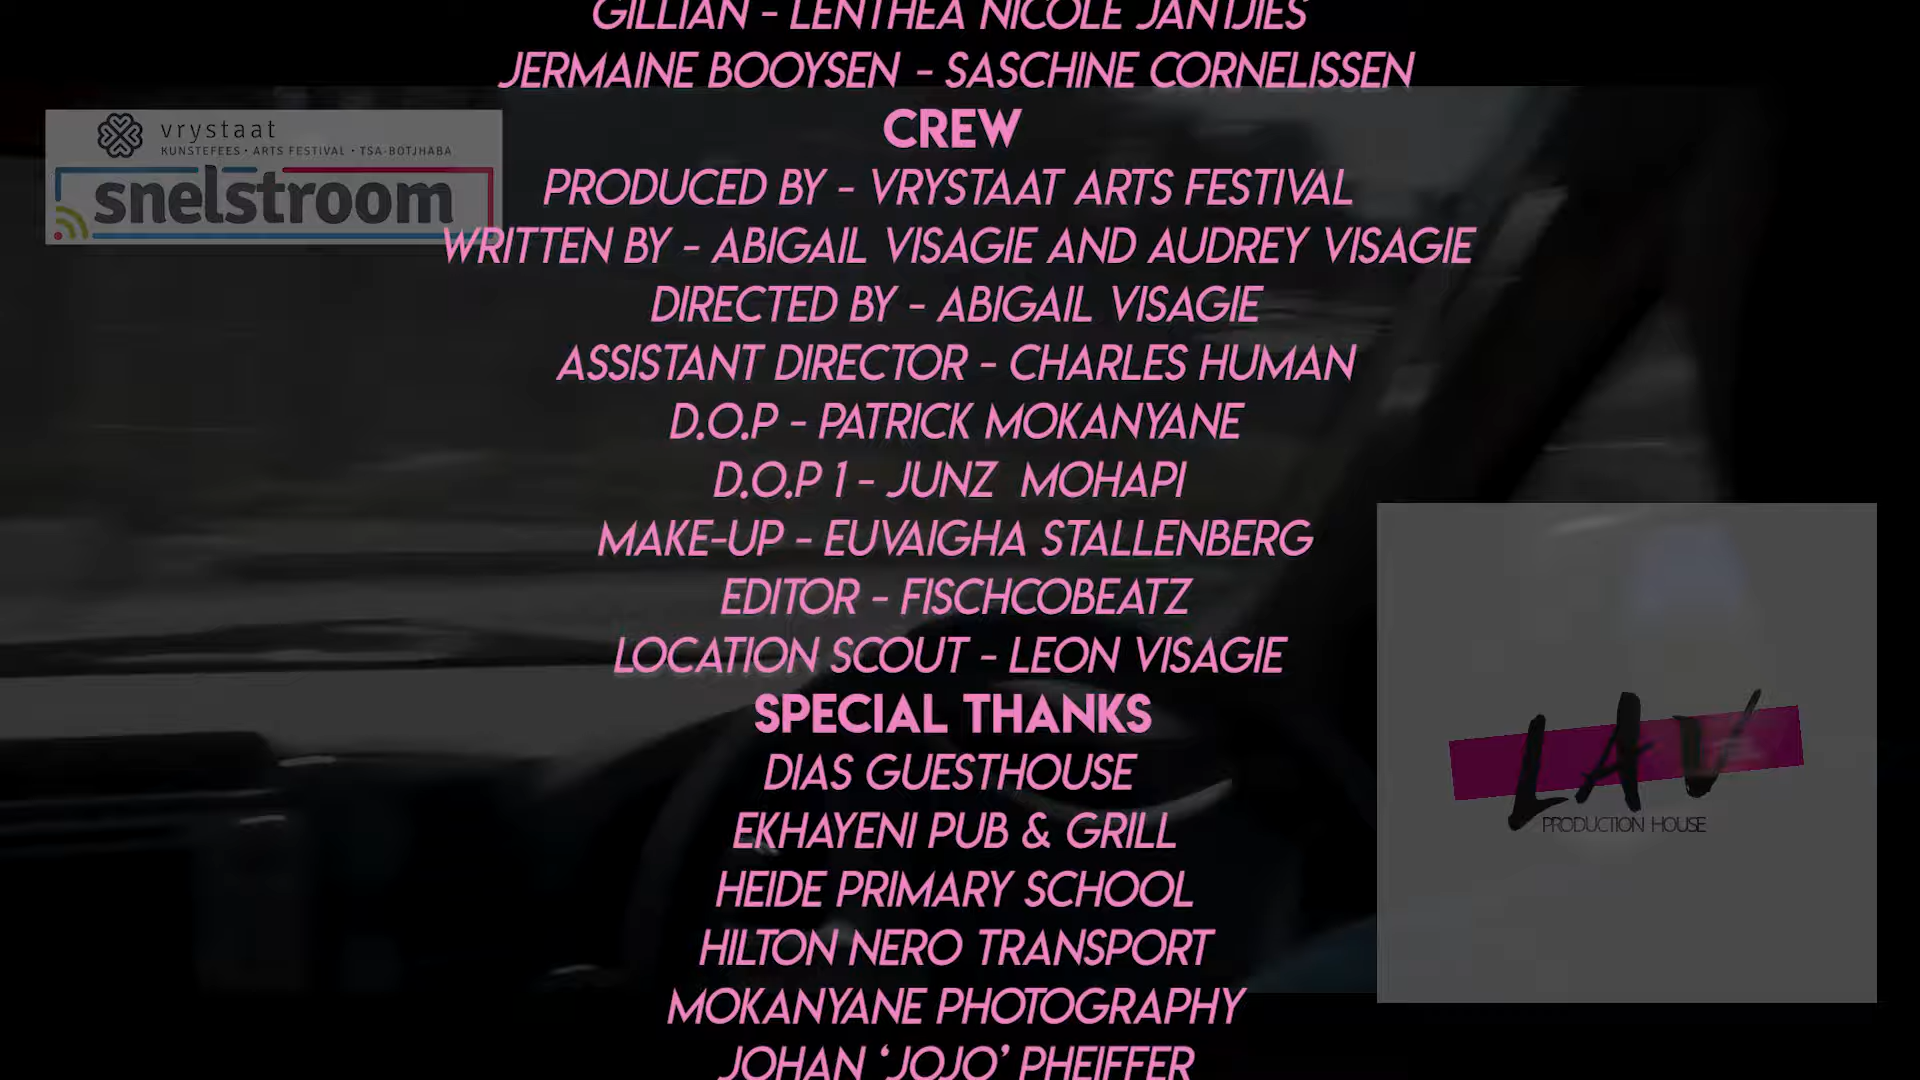 GILLIAN - LENTHEA NICOLE JANTJIES
JERMAINE BOOYSEN - SASCHINE CORNELISSEN
CREW
vrystaat
KUNSTEFEES · ARTS FESTIVAL · TSA-BOTJHABA
snelstroom
PRODUCED BY - VRYSTAAT ARTS FESTIVAL
WRITTEN BY - ABIGAIL VISAGIE AND AUDREY VISAGIE
DIRECTED BY - ABIGAIL VISAGIE
ASSISTANT DIRECTOR - CHARLES HUMAN
D.O.P - PATRICK MOKANYANE
D.O.P 1 - JUNZ MOHAPI
MAKE-UP - EUVAIGHA STALLENBERG
EDITOR - FISCHCOBEATZ
LOCATION SCOUT - LEON VISAGIE
SPECIAL THANKS
DIAS GUESTHOUSE
EKHAYENI PUB & GRILL
HEIDE PRIMARY SCHOOL
HILTON NERO TRANSPORT
MOKANYANE PHOTOGRAPHY
JOHAN ‘JOJO’ PHEIFFER
LAV
PRODUCTION HOUSE